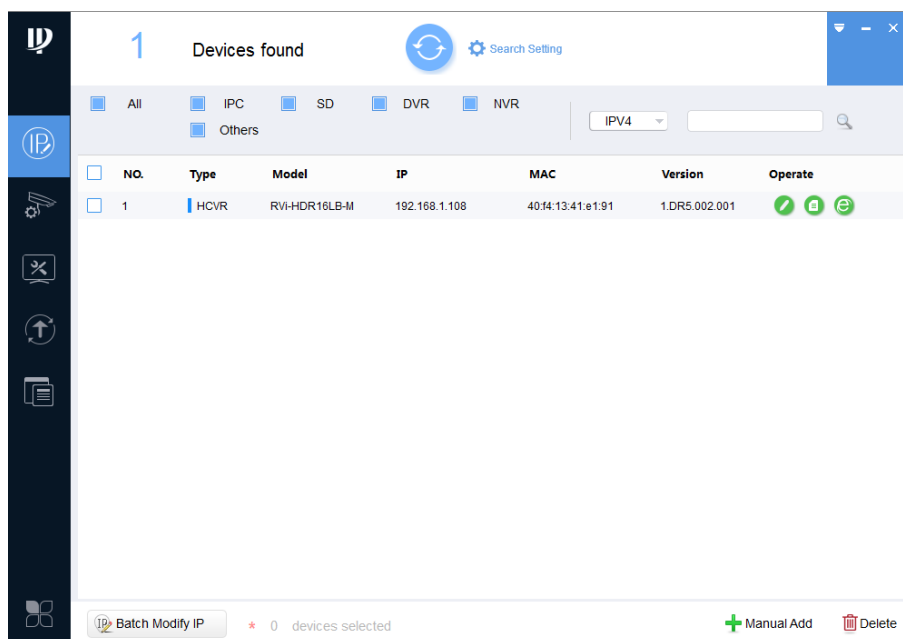 1 Devices found Search Setting
All IPC SD DVR NVR
Others
IPV4
NO. Type Model IP MAC Version Operate
1 HCVR RVi-HDR16LB-M 192.168.1.108 40:f4:13:41:e1:91 1.DR5.002.001
Batch Modify IP * 0 devices selected Manual Add Delete